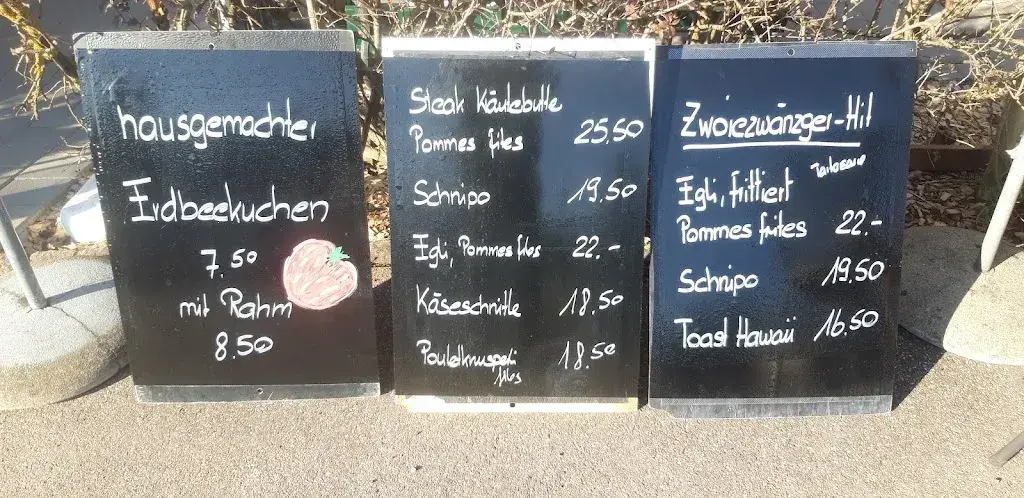 hausgemachter
Erdbeekuchen
7.50
mit Rahm
8.50
Steak Käutebutte
Pommes frites 25.50
Schnipo 19.50
Egli, Pommes frites 22.-
Käseschnitte 18.50
Pouletknusperli 18.50
frites
Zwoiezwänzger-Hit
Egli, frittiert
Pommes frites 22.-
Schnipo 19.50
Toast Hawaii 16.50